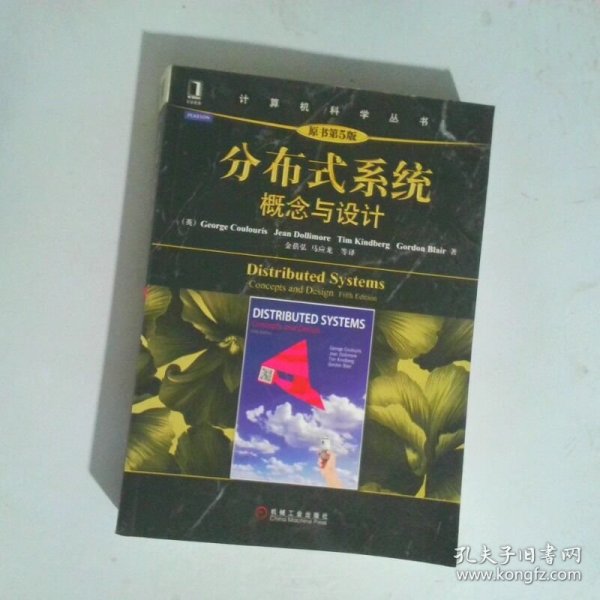 计算机科学丛书
PEARSON
原书第5版
分布式系统
概念与设计
（英） George Coulouris Jean Dollimore Tim Kindberg Gordon Blair 著
金蓓弘 马应龙 等译
Distributed Systems
Concepts and Design Fifth Edition
DISTRIBUTED SYSTEMS
Concepts and Design
George Coulouris
Jean Dollimore
Tim Kindberg
Gordon Blair
机械工业出版社
China Machine Press
孔夫子旧书网
www.kongfz.com